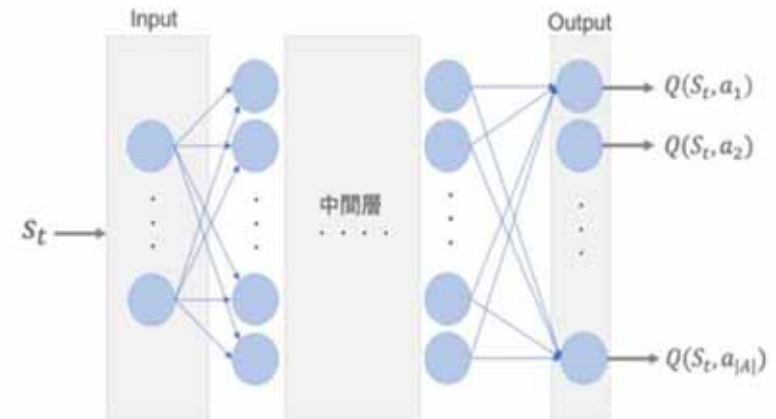 Input
Output
Q(S_t, a_1)
Q(S_t, a_2)
中間層
. . . .
S_t
Q(S_t, a_{|A|})